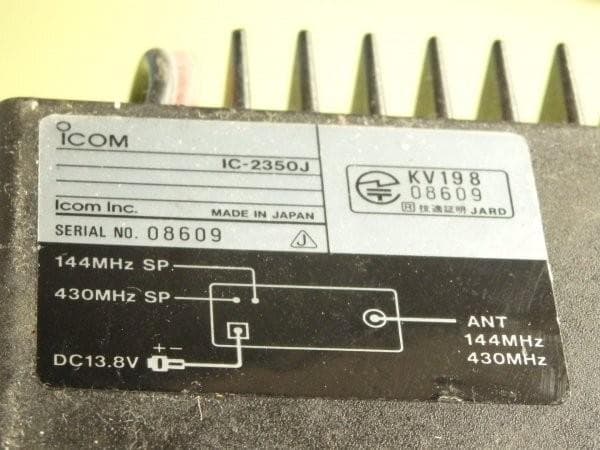 iCOM
IC-2350J
Icom Inc. MADE IN JAPAN
SERIAL NO. 08609 J
KV198
08609
R 技適証明 JARD
144MHz SP
430MHz SP
+ -
DC13.8V
ANT
144MHz
430MHz